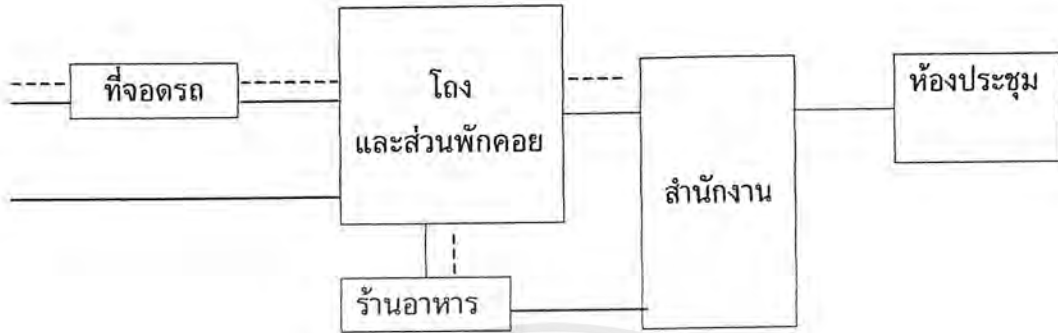 ที่จอดรถ
โถง
และส่วนพักคอย
สำนักงาน
ห้องประชุม
ร้านอาหาร